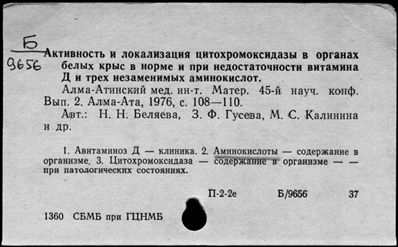 Б
9656
Активность и локализация цитохромоксидазы в органах
белых крыс в норме и при недостаточности витамина
Д и трех незаменимых аминокислот.
Алма-Атинский мед. ин-т. Матер. 45-й науч. конф.
Вып. 2. Алма-Ата, 1976, с. 108—110.
Авт.: Н. Н. Беляева, З. Ф. Гусева, М. С. Калинина
и др.
1. Авитаминоз Д — клиника. 2. Аминокислоты — содержание в
организме. 3. Цитохромоксидаза — содержание в организме — —
при патологических состояниях.
П-2-2е Б/9656 37
1360 СБМБ при ГЦНМБ